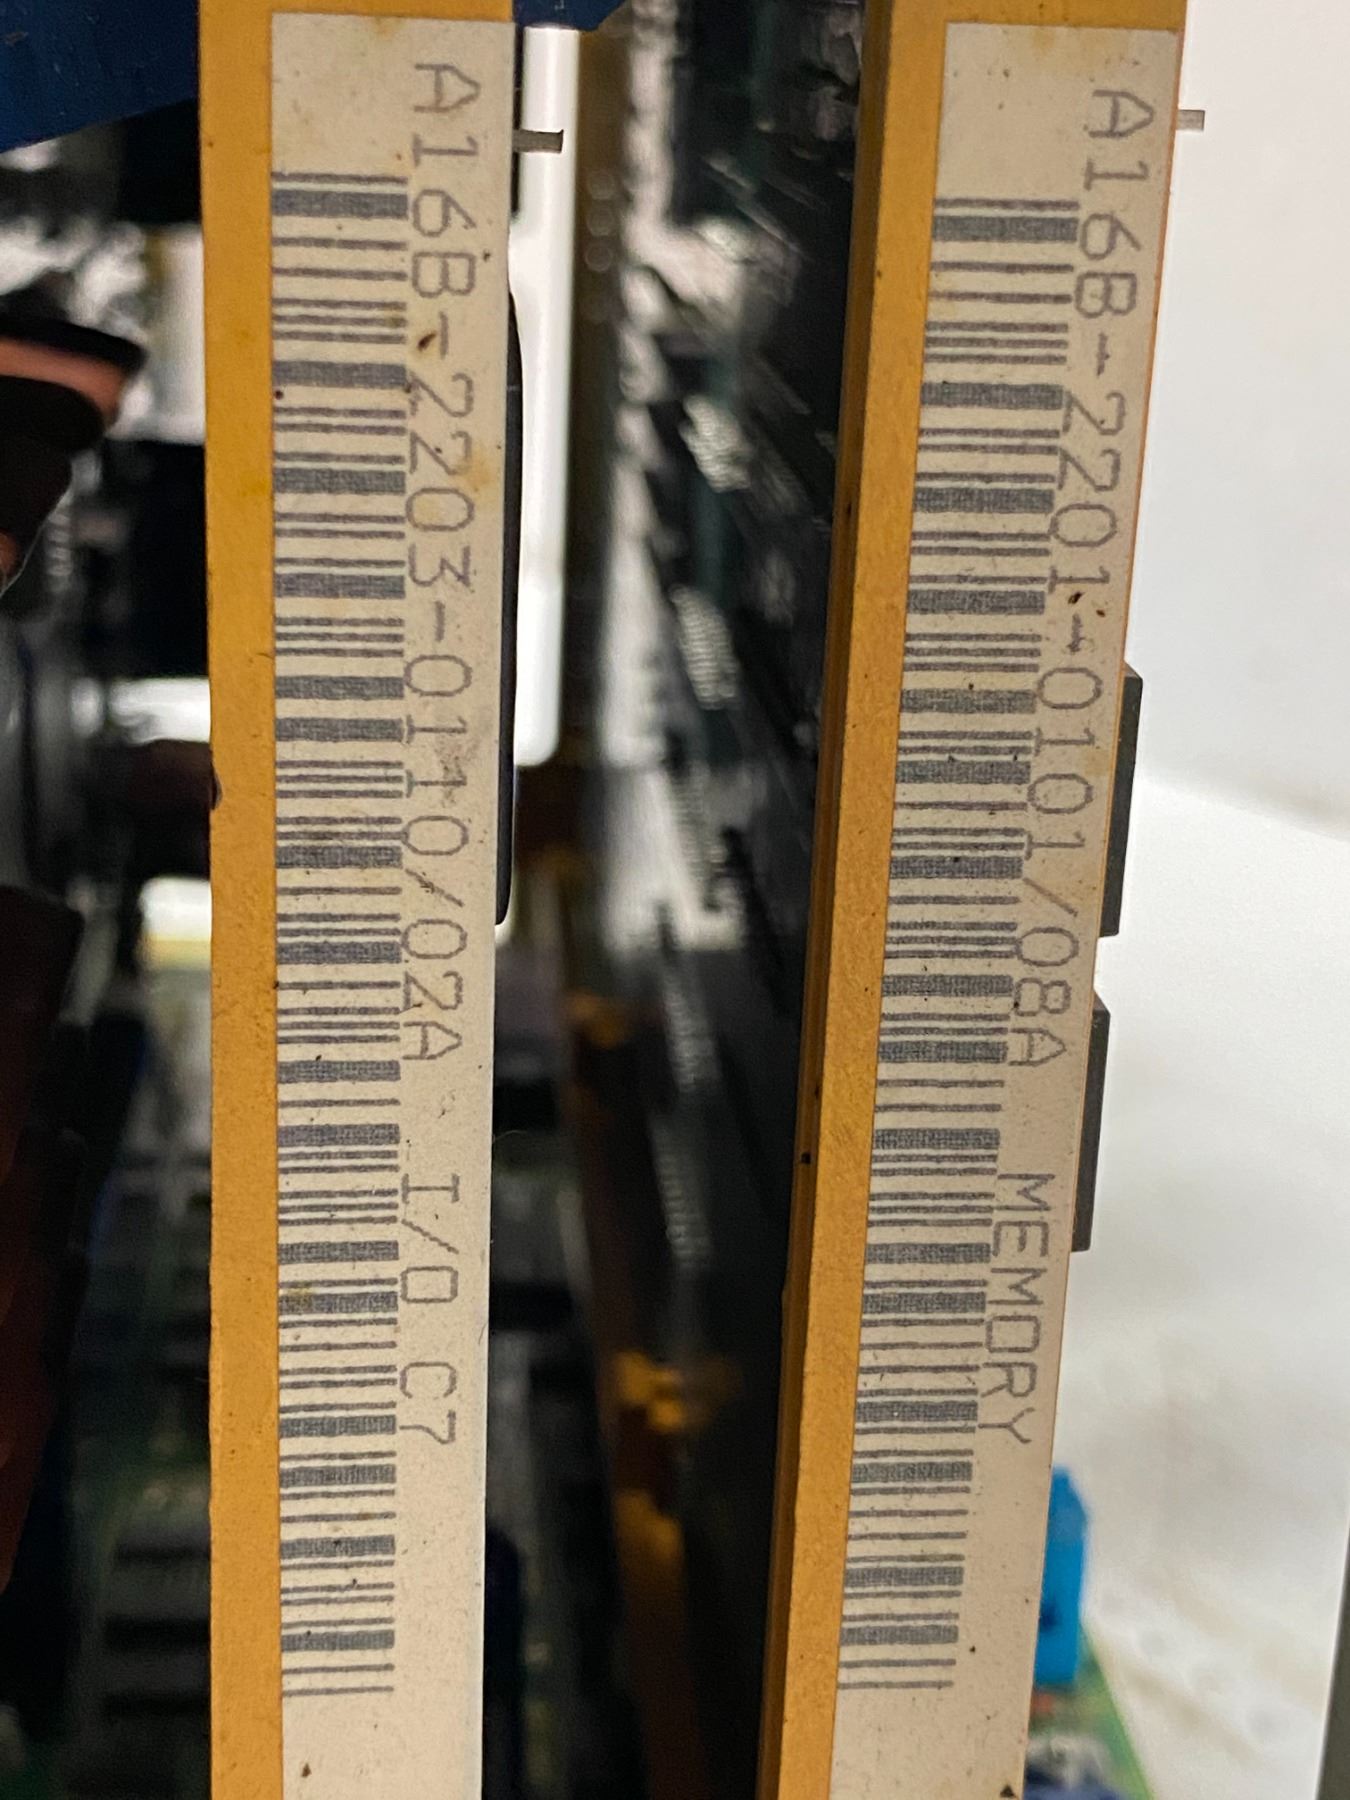 A16B-2203-0110/02A I/O C7
A16B-2201-0101/08A MEMORY